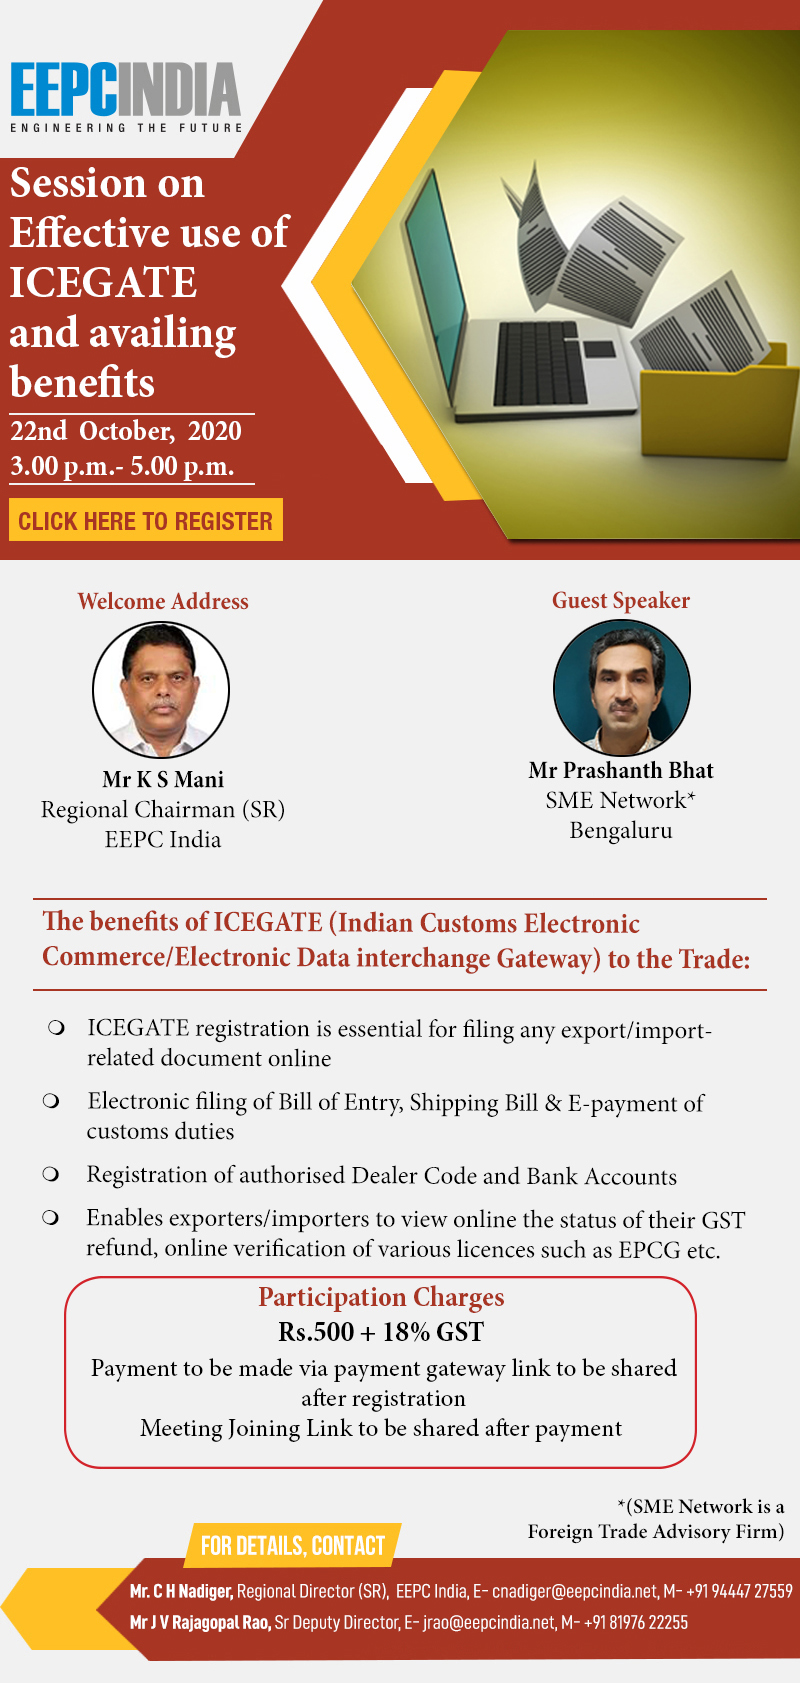 EEPCINDIA
ENGINEERING THE FUTURE
Session on
Effective use of
ICEGATE
and availing
benefits
22nd October, 2020
3.00 p.m.- 5.00 p.m.
CLICK HERE TO REGISTER
Welcome Address
Guest Speaker
Mr K S Mani
Regional Chairman (SR)
EEPC India
Mr Prashanth Bhat
SME Network*
Bengaluru
The benefits of ICEGATE (Indian Customs Electronic
Commerce/Electronic Data interchange Gateway) to the Trade:
ICEGATE registration is essential for filing any export/import-
related document online
Electronic filing of Bill of Entry, Shipping Bill & E-payment of
customs duties
Registration of authorised Dealer Code and Bank Accounts
Enables exporters/importers to view online the status of their GST
refund, online verification of various licences such as EPCG etc.
Participation Charges
Rs.500 + 18% GST
Payment to be made via payment gateway link to be shared
after registration
Meeting Joining Link to be shared after payment
*(SME Network is a
Foreign Trade Advisory Firm)
FOR DETAILS, CONTACT
Mr. C H Nadiger, Regional Director (SR), EEPC India, E- cnadiger@eepcindia.net, M- +91 94447 27559
Mr J V Rajagopal Rao, Sr Deputy Director, E- jrao@eepcindia.net, M- +91 81976 22255